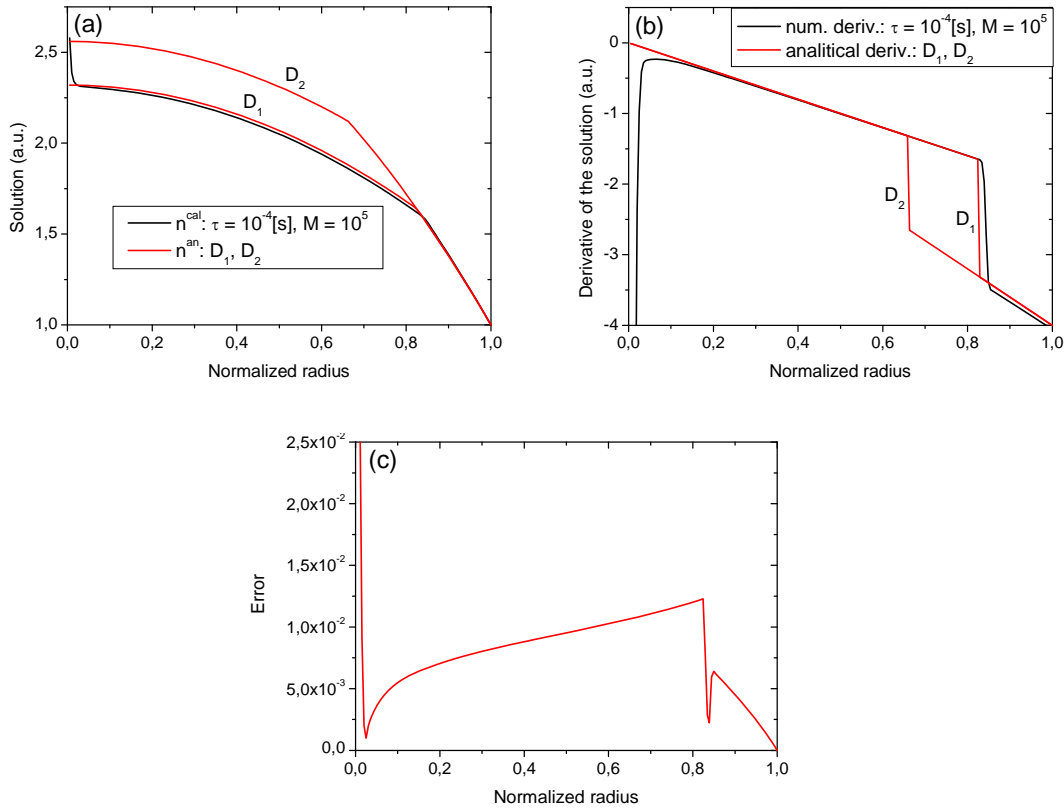 (a)
2,5
2,0
1,5
1,0
Solution (a.u.)
D2
D1
n^cal: τ = 10^-4[s], M = 10^5
n^an: D1, D2
0,0 0,2 0,4 0,6 0,8 1,0
Normalized radius
(b)
num. deriv.: τ = 10^-4[s], M = 10^5
analitical deriv.: D1, D2
0
-1
-2
-3
-4
Derivative of the solution (a.u.)
D2
D1
0,0 0,2 0,4 0,6 0,8 1,0
Normalized radius
(c)
2,5x10^-2
2,0x10^-2
1,5x10^-2
1,0x10^-2
5,0x10^-3
0,0
Error
0,0 0,2 0,4 0,6 0,8 1,0
Normalized radius